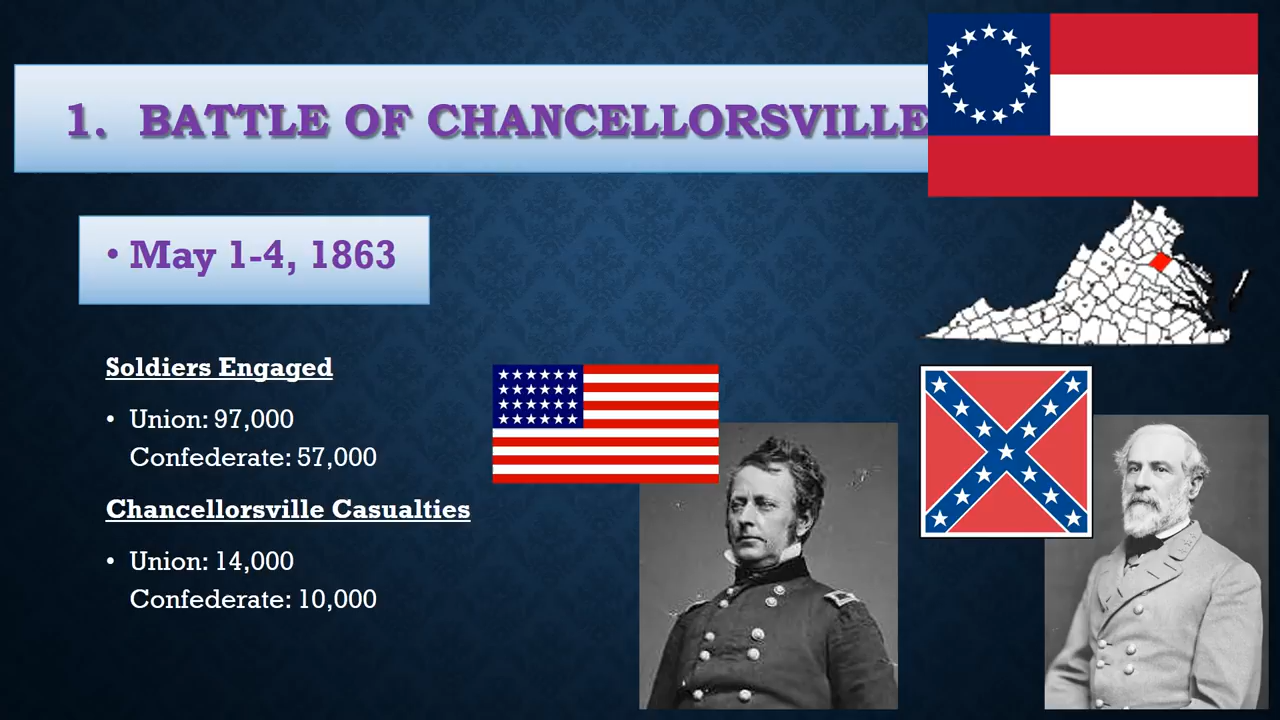 1. BATTLE OF CHANCELLORSVILLE
• May 1-4, 1863
Soldiers Engaged
• Union: 97,000
Confederate: 57,000
Chancellorsville Casualties
• Union: 14,000
Confederate: 10,000